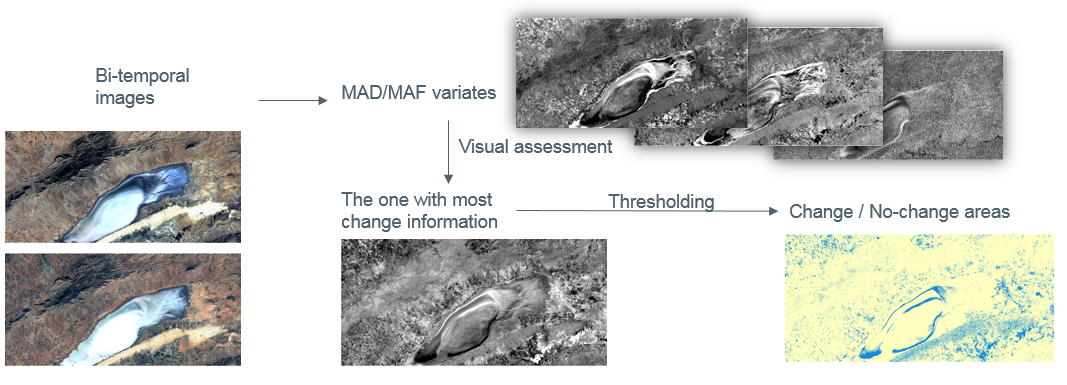 Bi-temporal
images
MAD/MAF variates
Visual assessment
The one with most
change information
Thresholding
Change / No-change areas